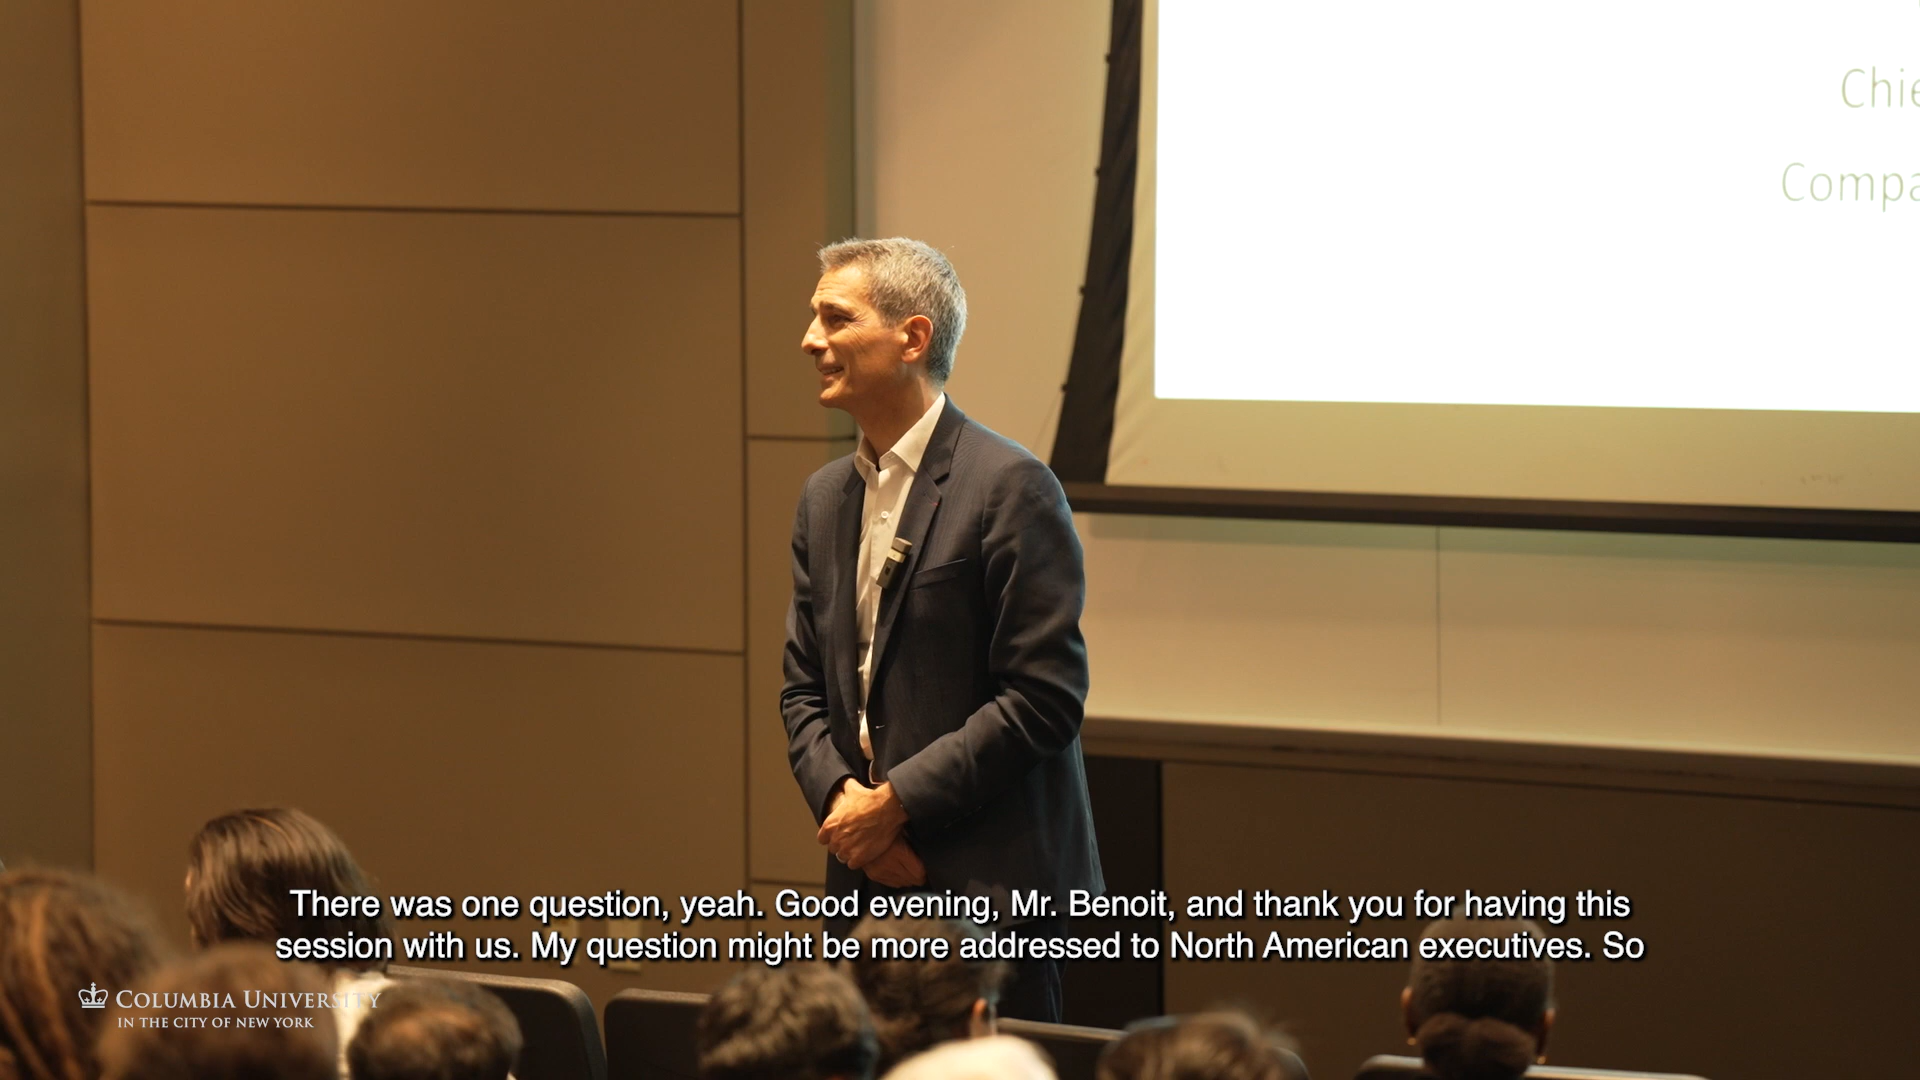 Chie
Compa
There was one question, yeah. Good evening, Mr. Benoit, and thank you for having this
session with us. My question might be more addressed to North American executives. So
COLUMBIA UNIVERSITY
IN THE CITY OF NEW YORK